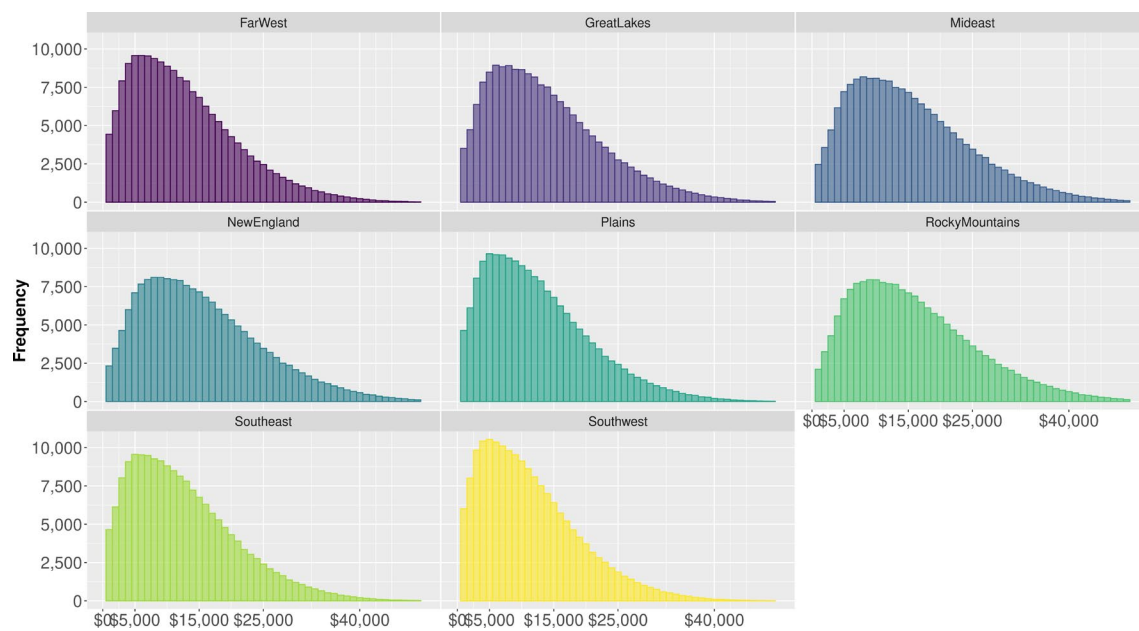 FarWest GreatLakes Mideast
10,000
7,500
5,000
2,500
0
NewEngland Plains RockyMountains
10,000
7,500
5,000
2,500
0
Frequency
$0 $5,000 $15,000 $25,000 $40,000
Southeast Southwest
10,000
7,500
5,000
2,500
0
$0 $5,000 $15,000 $25,000 $40,000 $0 $5,000 $15,000 $25,000 $40,000